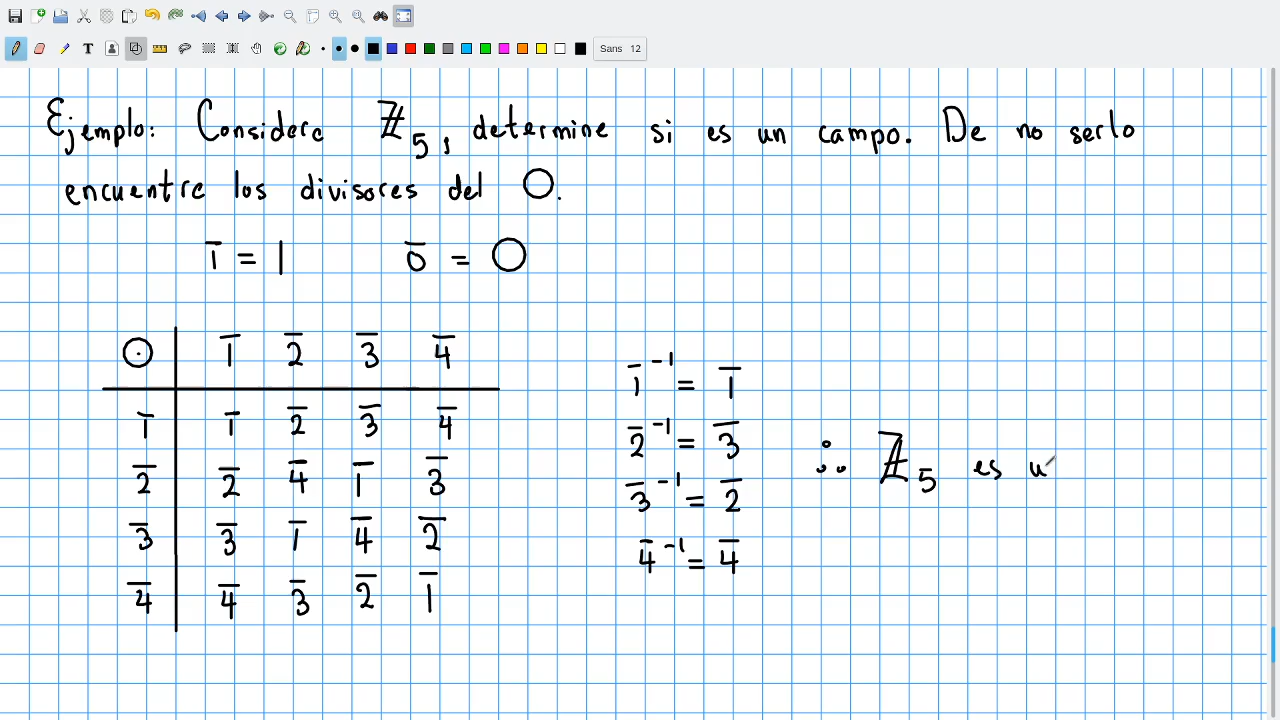 Sans 12
Ejemplo: Considere ℤ₅, determine si es un campo. De no serlo
encuentre los divisores del O.
1̄ = 1 0̄ = O
⊙ 1̄ 2̄ 3̄ 4̄
1̄ 1̄ 2̄ 3̄ 4̄
2̄ 2̄ 4̄ 1̄ 3̄
3̄ 3̄ 1̄ 4̄ 2̄
4̄ 4̄ 3̄ 2̄ 1̄
1̄⁻¹ = 1̄
2̄⁻¹ = 3̄
3̄⁻¹ = 2̄
4̄⁻¹ = 4̄
∴ ℤ₅ es u